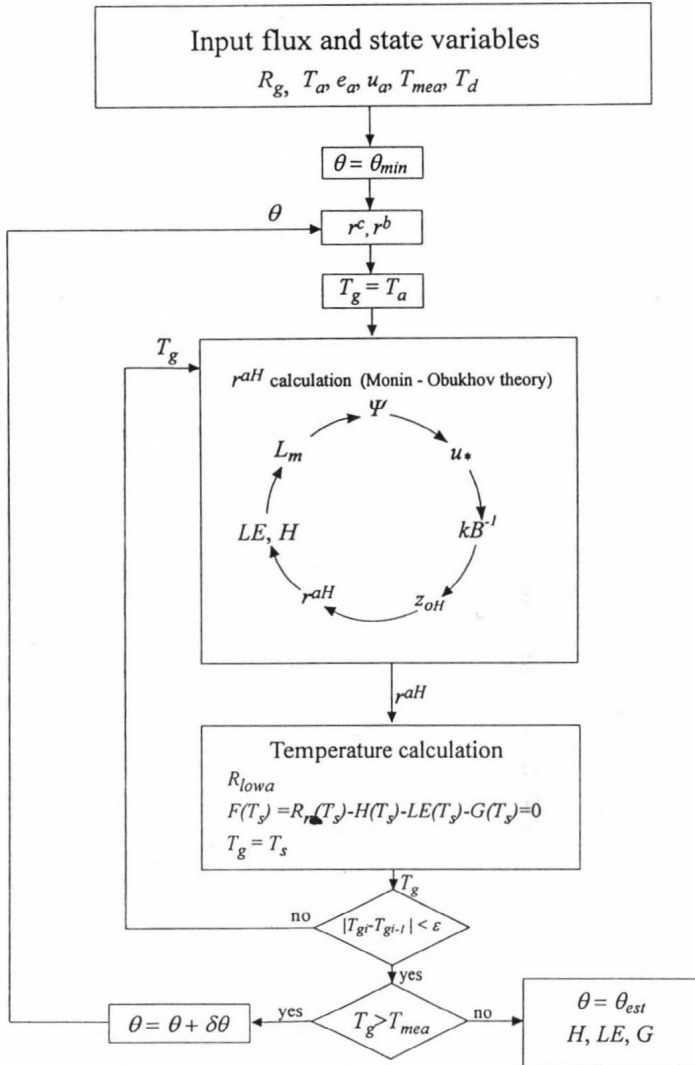 Input flux and state variables
R_g, T_a, e_a, u_a, T_mea, T_d
θ = θ_min
θ
r^c, r^b
T_g = T_a
T_g
r^aH calculation (Monin - Obukhov theory)
Ψ
L_m
u_*
LE, H
kB^-1
r^aH
z_oH
r^aH
Temperature calculation
R_lowa
F(T_s) =R_n(T_s)-H(T_s)-LE(T_s)-G(T_s)=0
T_g = T_s
T_g
no
|T_gi-T_gi-1| < ε
yes
θ = θ + δθ
yes
T_g>T_mea
no
θ = θ_est
H, LE, G